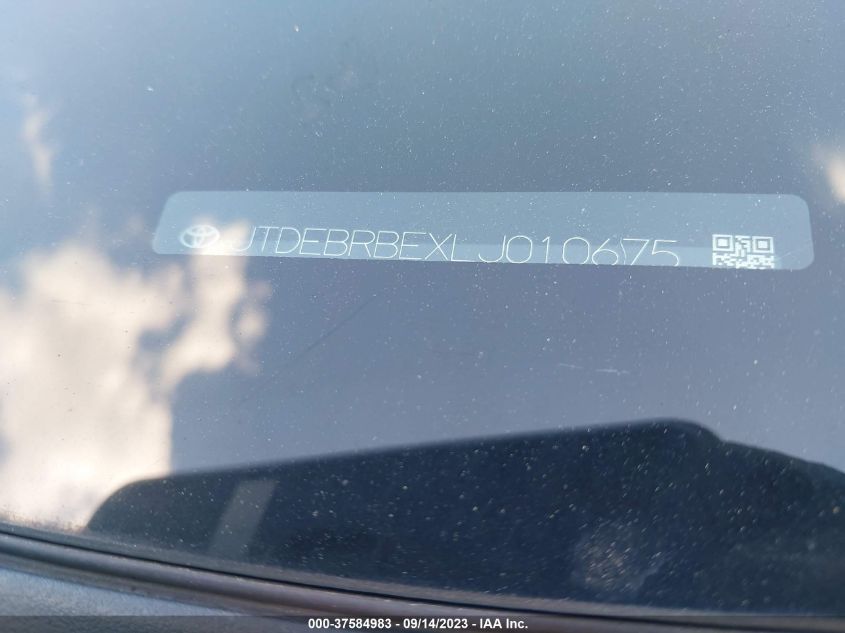 JTDEBRBEXLJ010675
000-37584983 - 09/14/2023 - IAA Inc.